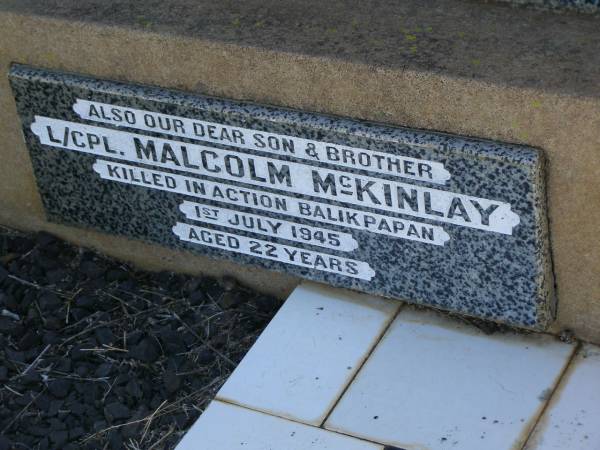 ALSO OUR DEAR SON & BROTHER
L/CPL. MALCOLM McKINLAY
KILLED IN ACTION BALIKPAPAN
1ST JULY 1945
AGED 22 YEARS